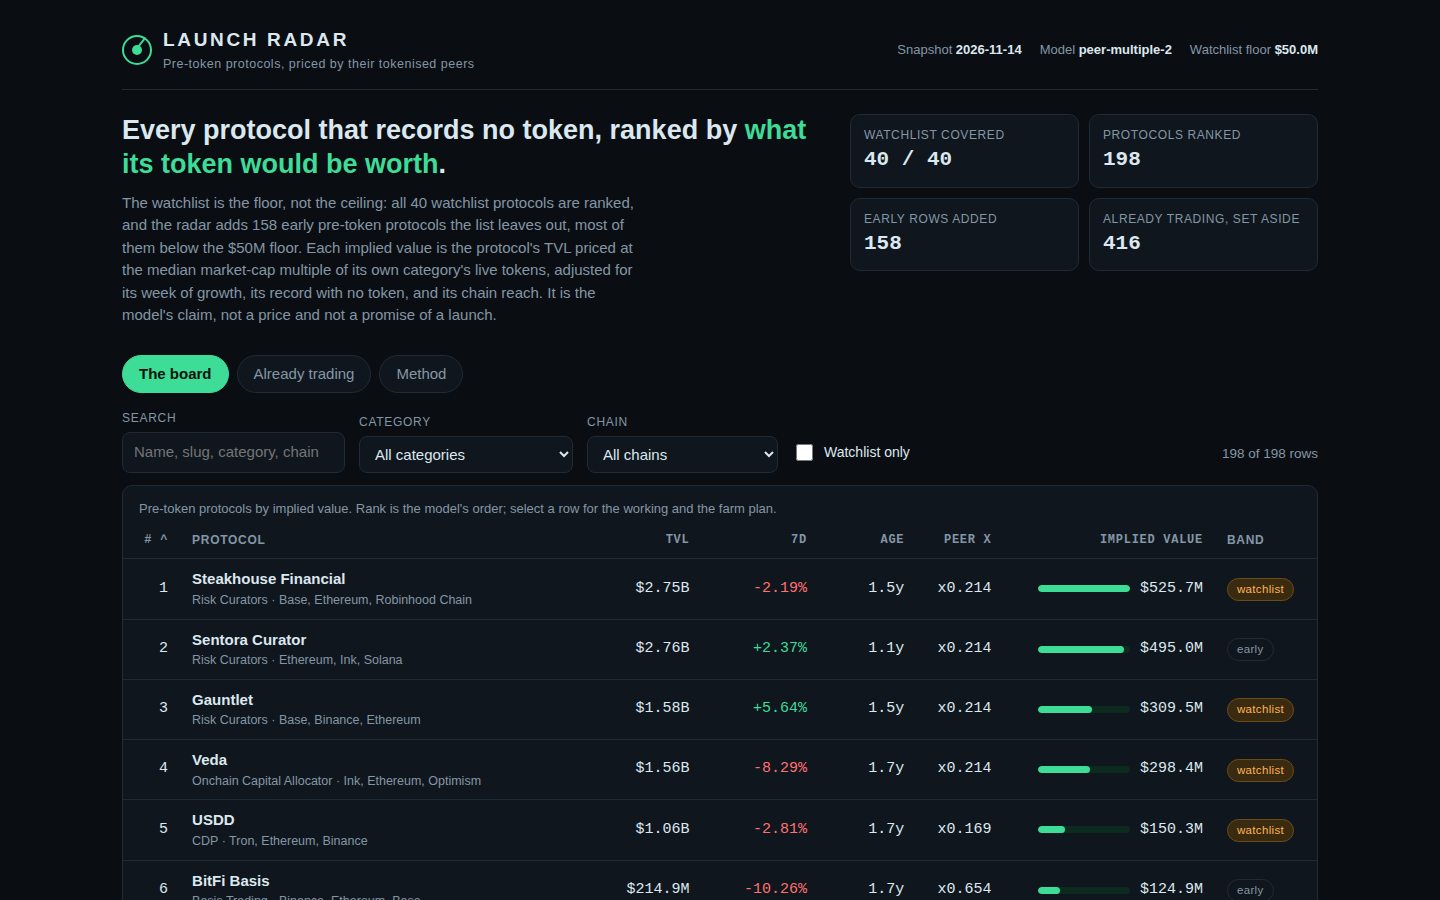 LAUNCH RADAR
Pre-token protocols, priced by their tokenised peers
Snapshot 2026-11-14 Model peer-multiple-2 Watchlist floor $50.0M
Every protocol that records no token, ranked by what
its token would be worth.
The watchlist is the floor, not the ceiling: all 40 watchlist protocols are ranked,
and the radar adds 158 early pre-token protocols the list leaves out, most of
them below the $50M floor. Each implied value is the protocol's TVL priced at
the median market-cap multiple of its own category's live tokens, adjusted for
its week of growth, its record with no token, and its chain reach. It is the
model's claim, not a price and not a promise of a launch.
WATCHLIST COVERED
40 / 40
PROTOCOLS RANKED
198
EARLY ROWS ADDED
158
ALREADY TRADING, SET ASIDE
416
The board
Already trading
Method
SEARCH
Name, slug, category, chain
CATEGORY
All categories
CHAIN
All chains
Watchlist only
198 of 198 rows
Pre-token protocols by implied value. Rank is the model's order; select a row for the working and the farm plan.
# ^ PROTOCOL TVL 7D AGE PEER X IMPLIED VALUE BAND
1 Steakhouse Financial $2.75B -2.19% 1.5y x0.214 $525.7M watchlist
Risk Curators · Base, Ethereum, Robinhood Chain
2 Sentora Curator $2.76B +2.37% 1.1y x0.214 $495.0M early
Risk Curators · Ethereum, Ink, Solana
3 Gauntlet $1.58B +5.64% 1.5y x0.214 $309.5M watchlist
Risk Curators · Base, Binance, Ethereum
4 Veda $1.56B -8.29% 1.7y x0.214 $298.4M watchlist
Onchain Capital Allocator · Ink, Ethereum, Optimism
5 USDD $1.06B -2.81% 1.7y x0.169 $150.3M watchlist
CDP · Tron, Ethereum, Binance
6 BitFi Basis $214.9M -10.26% 1.7y x0.654 $124.9M early
Basis Trading · Binance, Ethereum, Base